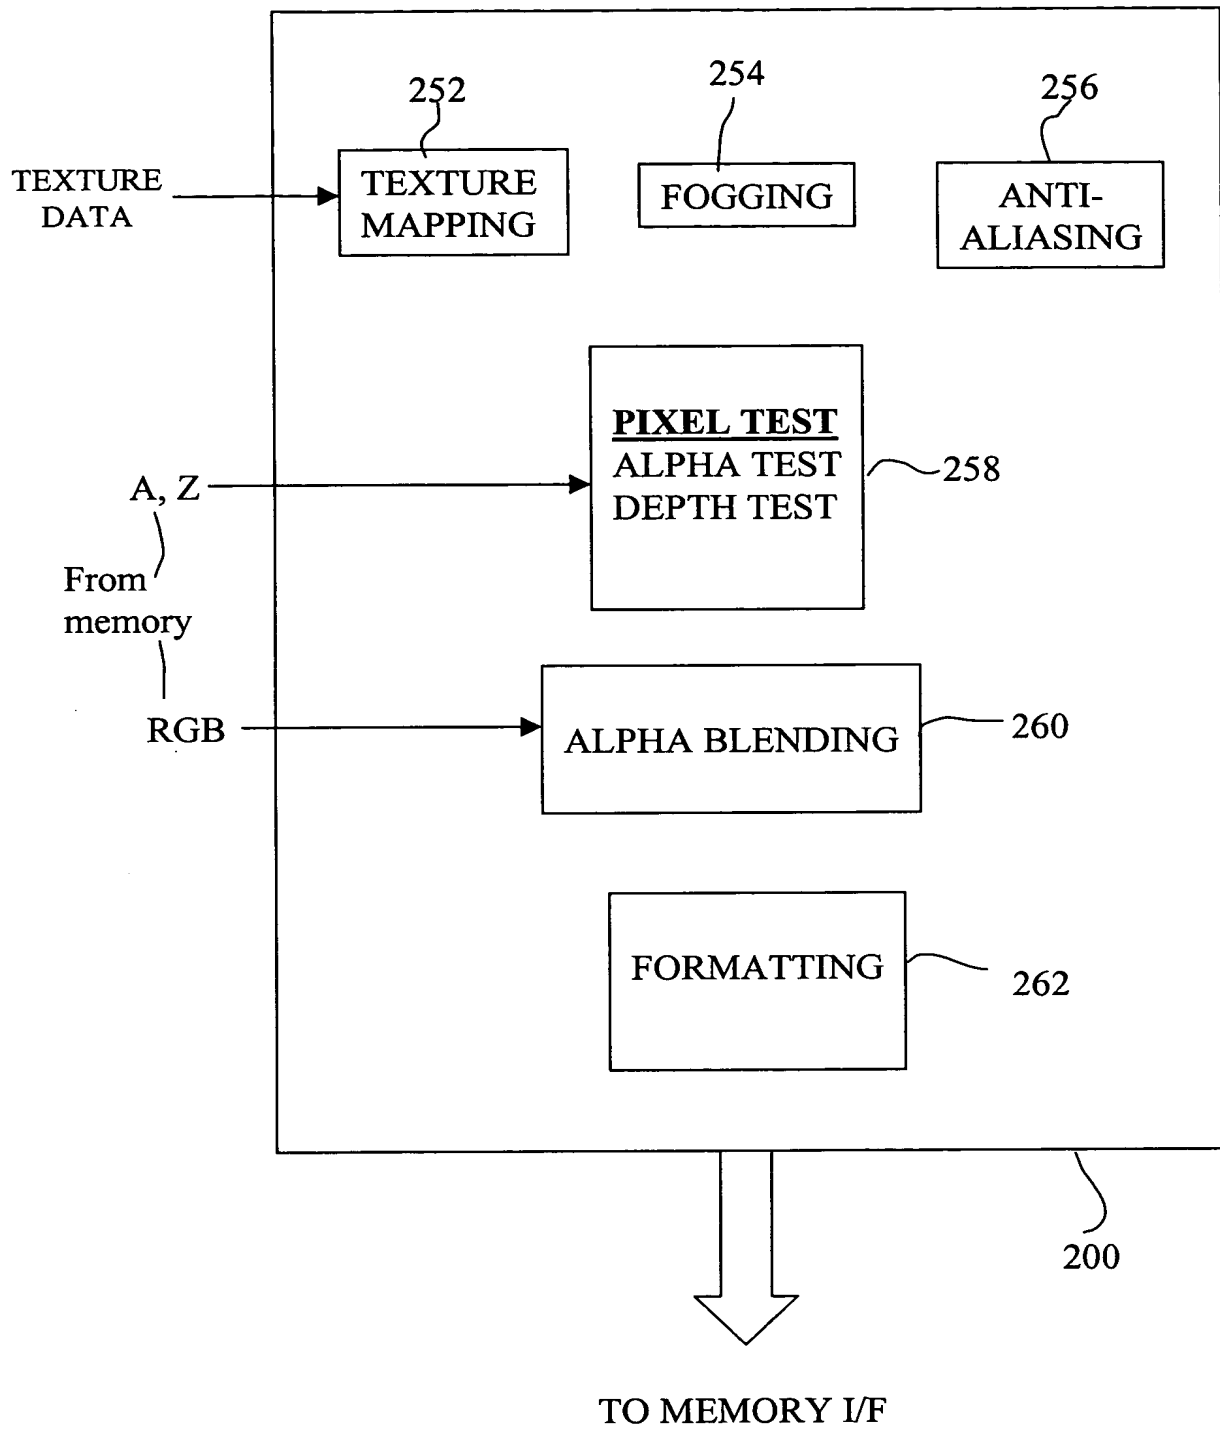 252
254
256
TEXTURE
DATA
TEXTURE
MAPPING
FOGGING
ANTI-
ALIASING
PIXEL TEST
ALPHA TEST
DEPTH TEST
258
A, Z
From
memory
RGB
ALPHA BLENDING
260
FORMATTING
262
200
TO MEMORY I/F